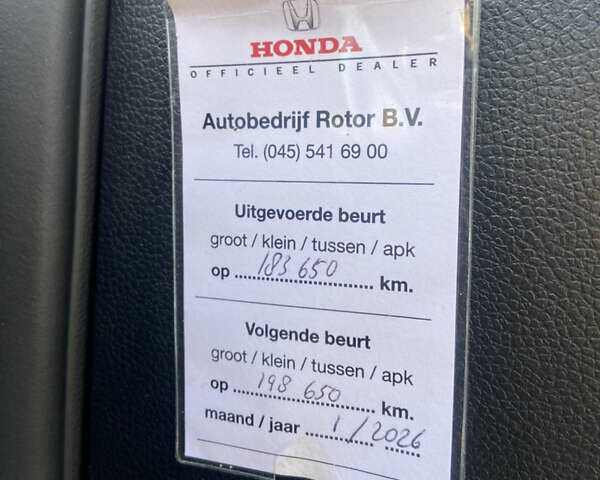 HONDA
OFFICIEEL DEALER
Autobedrijf Rotor B.V.
Tel. (045) 541 69 00
Uitgevoerde beurt
groot / klein / tussen / apk
op 183 650 km.
Volgende beurt
groot / klein / tussen / apk
op 198 650 km.
maand / jaar 1 / 2026